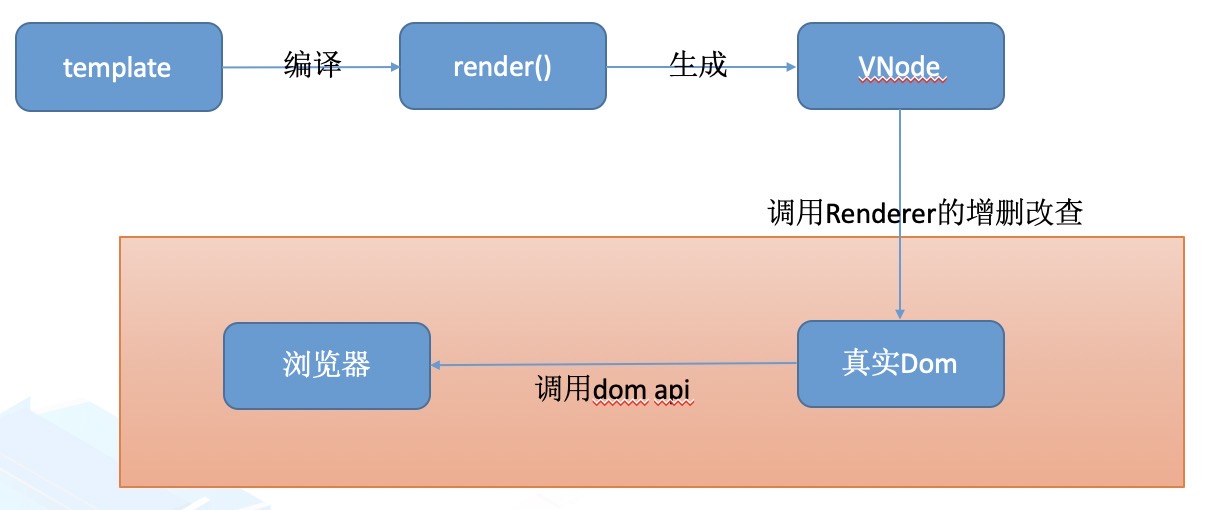 template
编译
render()
生成
VNode
调用Renderer的增删改查
浏览器
调用dom api
真实Dom